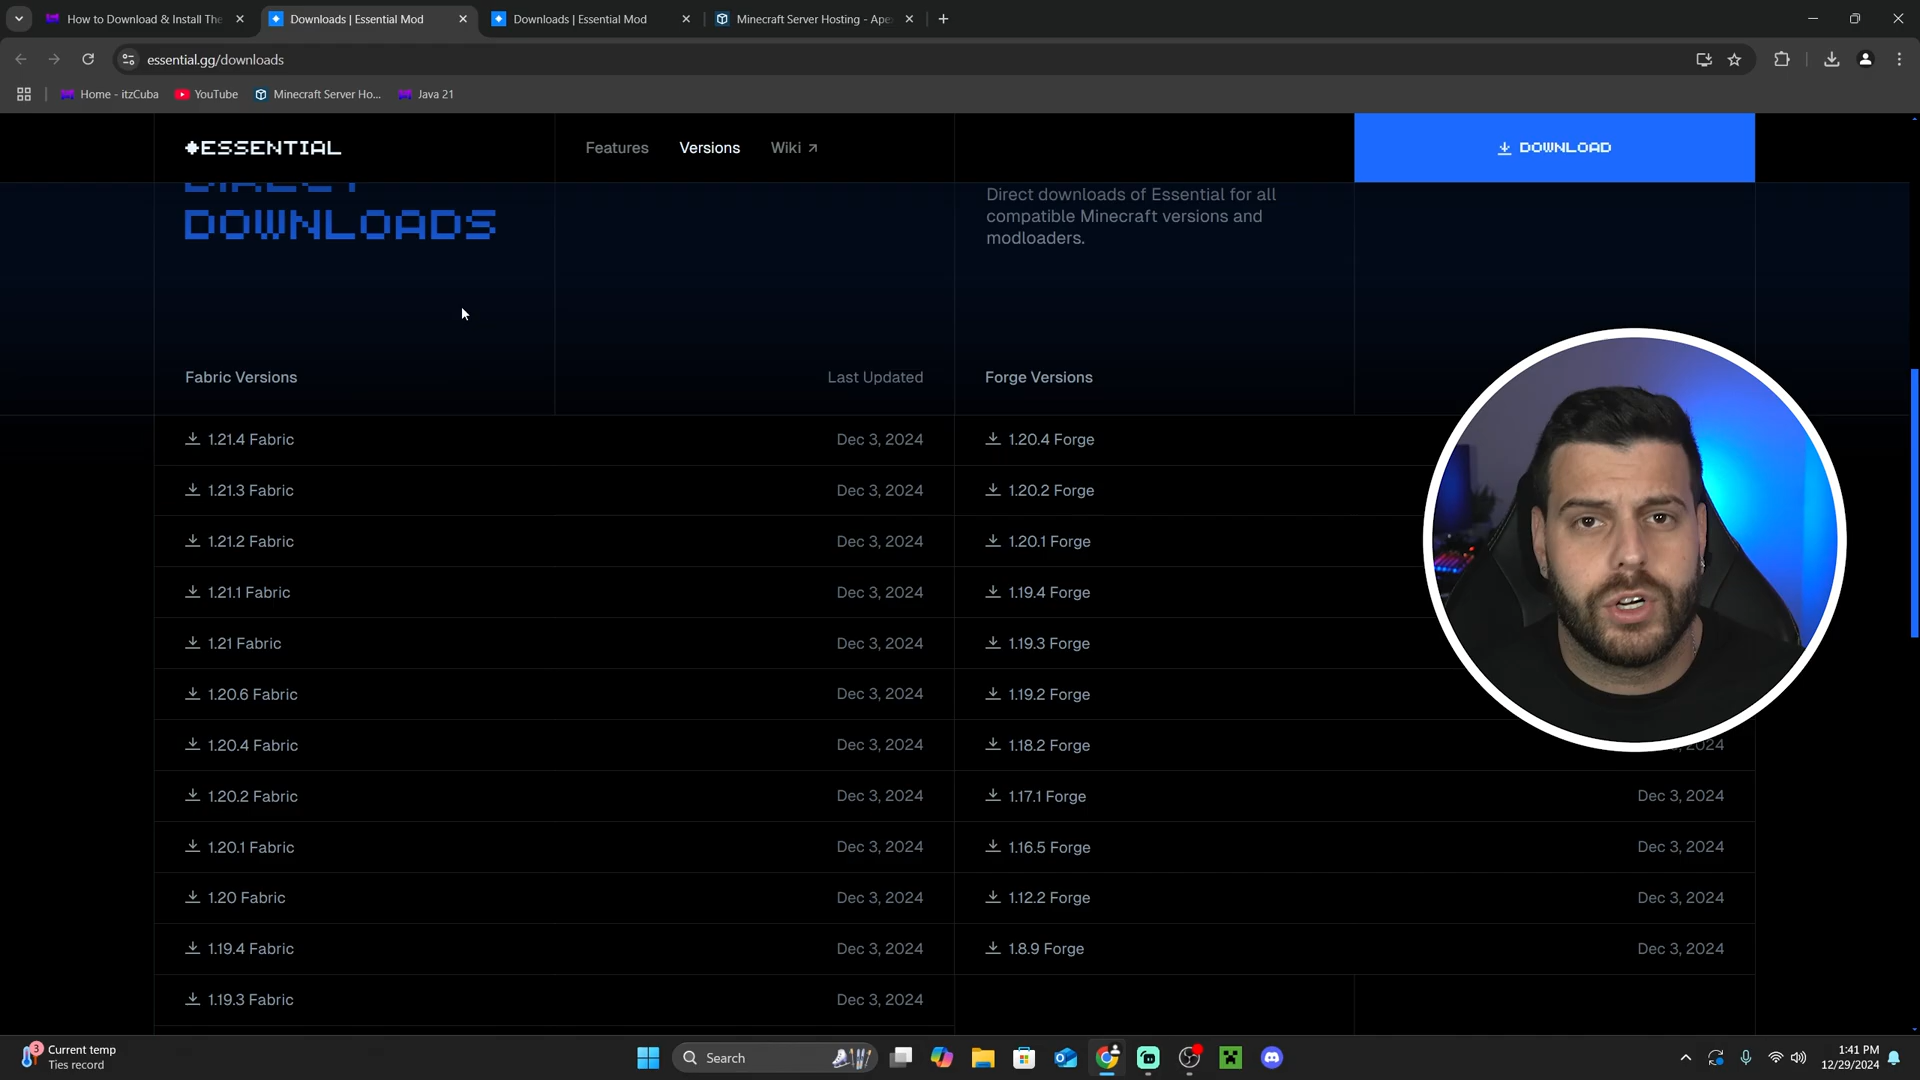 How to Download & Install The
Downloads | Essential Mod
Downloads | Essential Mod
Minecraft Server Hosting - Ape
essential.gg/downloads
Home - itzCuba
YouTube
Minecraft Server Ho...
Java 21
ESSENTIAL
Features
Versions
Wiki
DOWNLOAD
DIRECT
DOWNLOADS
Direct downloads of Essential for all
compatible Minecraft versions and
modloaders.
Fabric Versions
Last Updated
Forge Versions
1.21.4 Fabric
Dec 3, 2024
1.20.4 Forge
1.21.3 Fabric
Dec 3, 2024
1.20.2 Forge
1.21.2 Fabric
Dec 3, 2024
1.20.1 Forge
1.21.1 Fabric
Dec 3, 2024
1.19.4 Forge
1.21 Fabric
Dec 3, 2024
1.19.3 Forge
1.20.6 Fabric
Dec 3, 2024
1.19.2 Forge
1.20.4 Fabric
Dec 3, 2024
1.18.2 Forge
2024
1.20.2 Fabric
Dec 3, 2024
1.17.1 Forge
Dec 3, 2024
1.20.1 Fabric
Dec 3, 2024
1.16.5 Forge
Dec 3, 2024
1.20 Fabric
Dec 3, 2024
1.12.2 Forge
Dec 3, 2024
1.19.4 Fabric
Dec 3, 2024
1.8.9 Forge
Dec 3, 2024
1.19.3 Fabric
Dec 3, 2024
3
Current temp
Ties record
Search
1:41 PM
12/29/2024